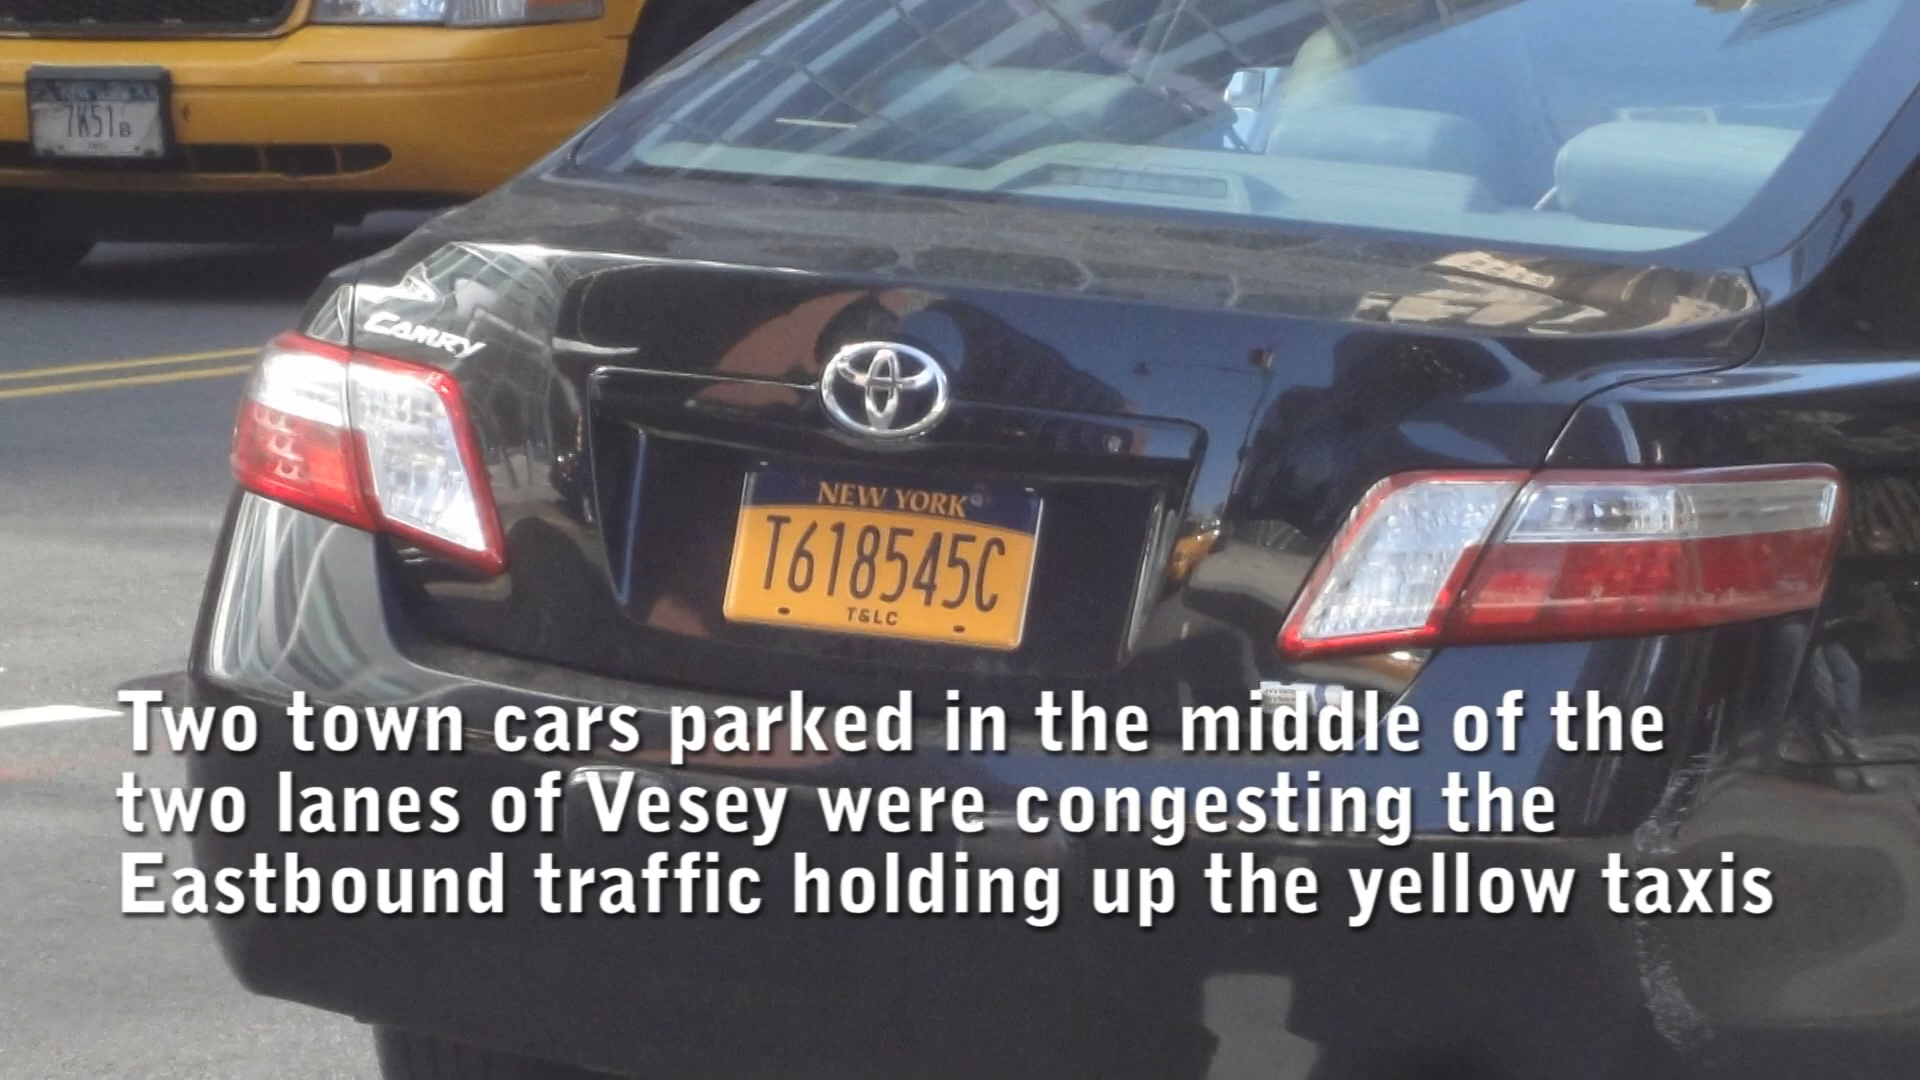 7K51B
CAMRY
NEW YORK
T618545C
T&LC
Two town cars parked in the middle of the
two lanes of Vesey were congesting the
Eastbound traffic holding up the yellow taxis